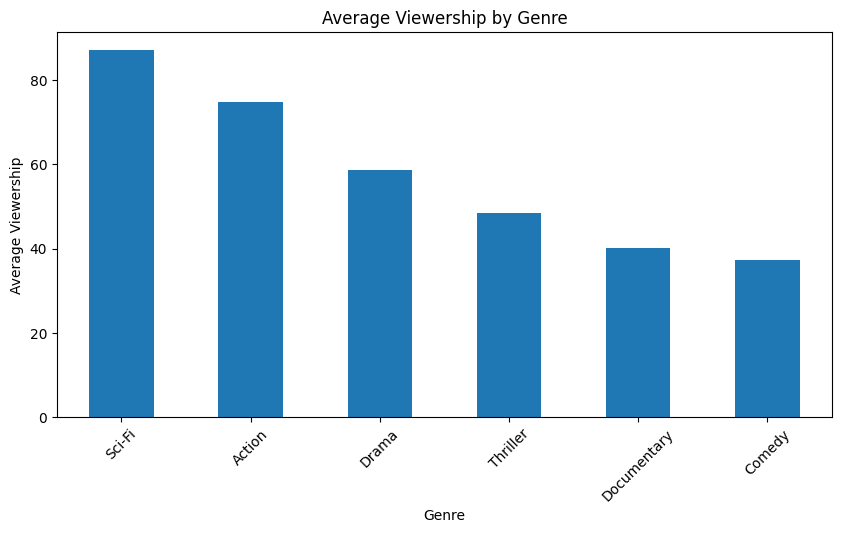 Average Viewership by Genre
Average Viewership
80
60
40
20
0
Sci-Fi
Action
Drama
Thriller
Documentary
Comedy
Genre